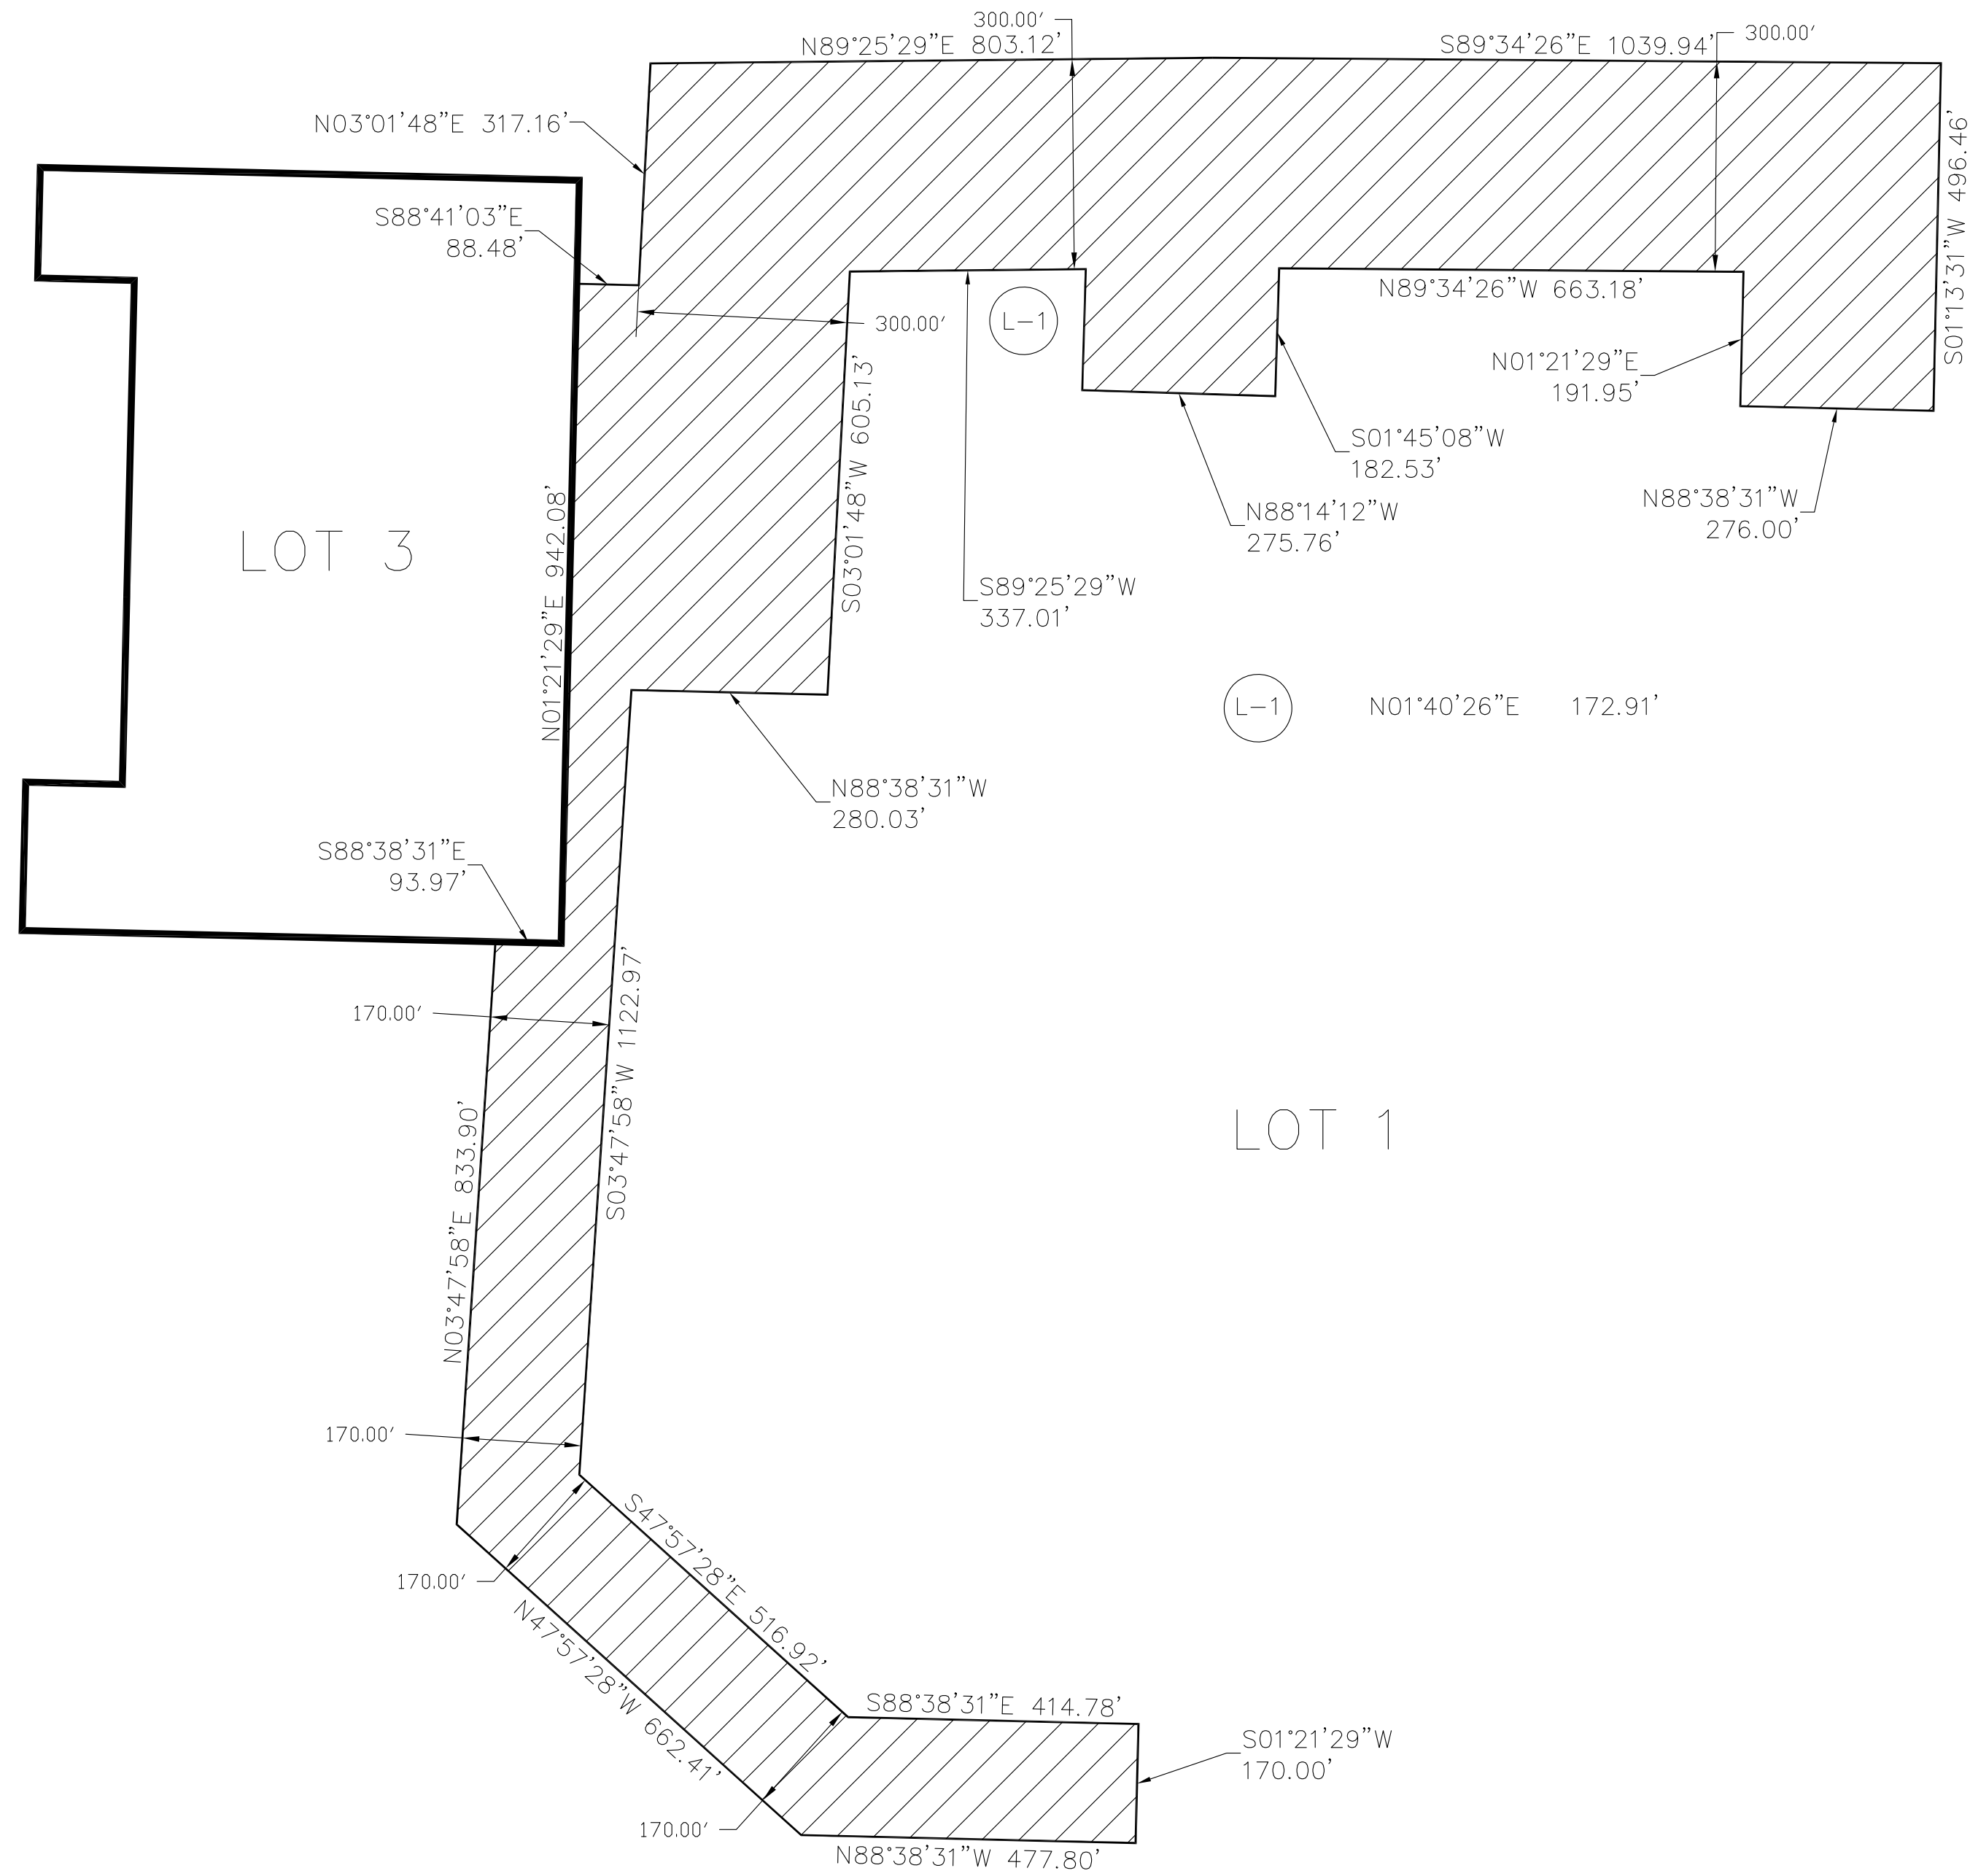 300.00'
N89°25'29"E 803.12'
S89°34'26"E 1039.94'
300.00'
N03°01'48"E 317.16'
S01°13'31"W 496.46'
S88°41'03"E
88.48'
300.00'
L-1
N89°34'26"W 663.18'
N01°21'29"E
191.95'
S03°01'48"W 605.13'
S01°45'08"W
182.53'
N88°14'12"W
275.76'
N88°38'31"W
276.00'
LOT 3
N01°21'29"E 942.08'
S89°25'29"W
337.01'
L-1 N01°40'26"E 172.91'
N88°38'31"W
280.03'
S88°38'31"E
93.97'
170.00'
S03°47'58"W 1122.97'
N03°47'58"E 833.90'
LOT 1
170.00'
170.00'
S47°57'28"E 516.92'
N47°57'28"W 662.41'
S88°38'31"E 414.78'
S01°21'29"W
170.00'
170.00'
N88°38'31"W 477.80'